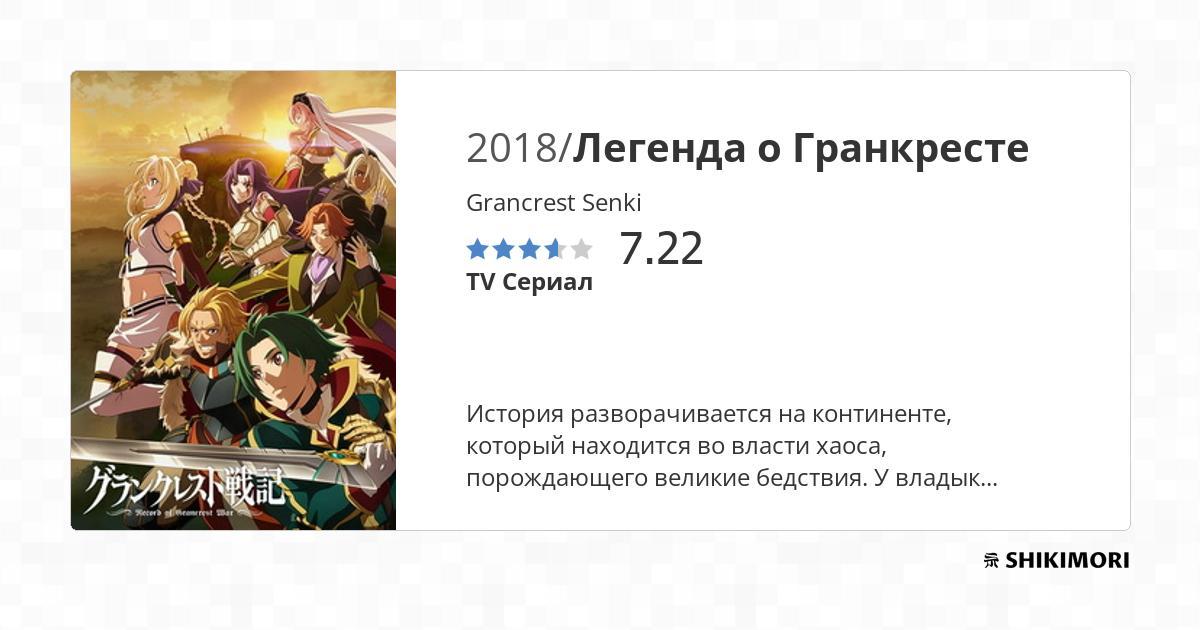 2018/Легенда о Гранкресте
Grancrest Senki
7.22
TV Сериал
История разворачивается на континенте,
который находится во власти хаоса,
порождающего великие бедствия. У владык...
グランクレスト戦記
Record of Grancrest War
SHIKIMORI